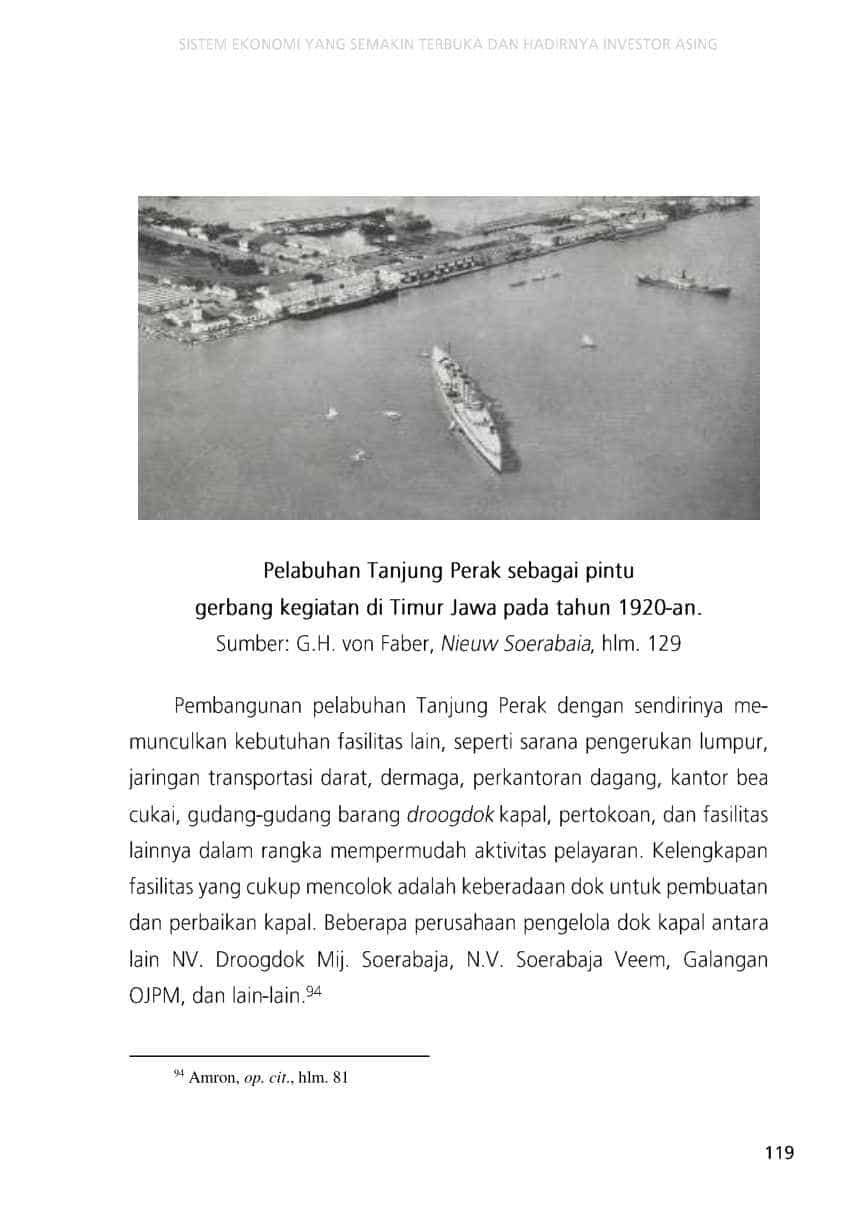 SISTEM EKONOMI YANG SEMAKIN TERBUKA DAN HADIRNYA INVESTOR ASING
Pelabuhan Tanjung Perak sebagai pintu
gerbang kegiatan di Timur Jawa pada tahun 1920-an.
Sumber: G.H. von Faber, Nieuw Soerabaia, hlm. 129
Pembangunan pelabuhan Tanjung Perak dengan sendirinya me-
munculkan kebutuhan fasilitas lain, seperti sarana pengerukan lumpur,
jaringan transportasi darat, dermaga, perkantoran dagang, kantor bea
cukai, gudang-gudang barang droogdok kapal, pertokoan, dan fasilitas
lainnya dalam rangka mempermudah aktivitas pelayaran. Kelengkapan
fasilitas yang cukup mencolok adalah keberadaan dok untuk pembuatan
dan perbaikan kapal. Beberapa perusahaan pengelola dok kapal antara
lain NV. Droogdok Mij. Soerabaja, N.V. Soerabaja Veem, Galangan
OJPM, dan lain-lain.94
94 Amron, op. cit., hlm. 81
119